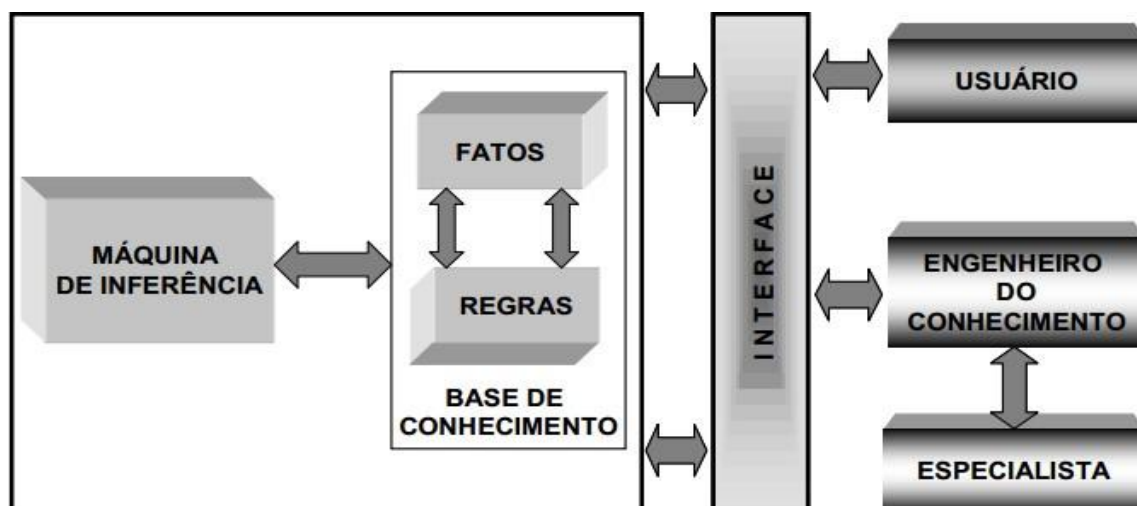 MÁQUINA
DE INFERÊNCIA
FATOS
REGRAS
BASE DE
CONHECIMENTO
INTERFACE
USUÁRIO
ENGENHEIRO
DO
CONHECIMENTO
ESPECIALISTA